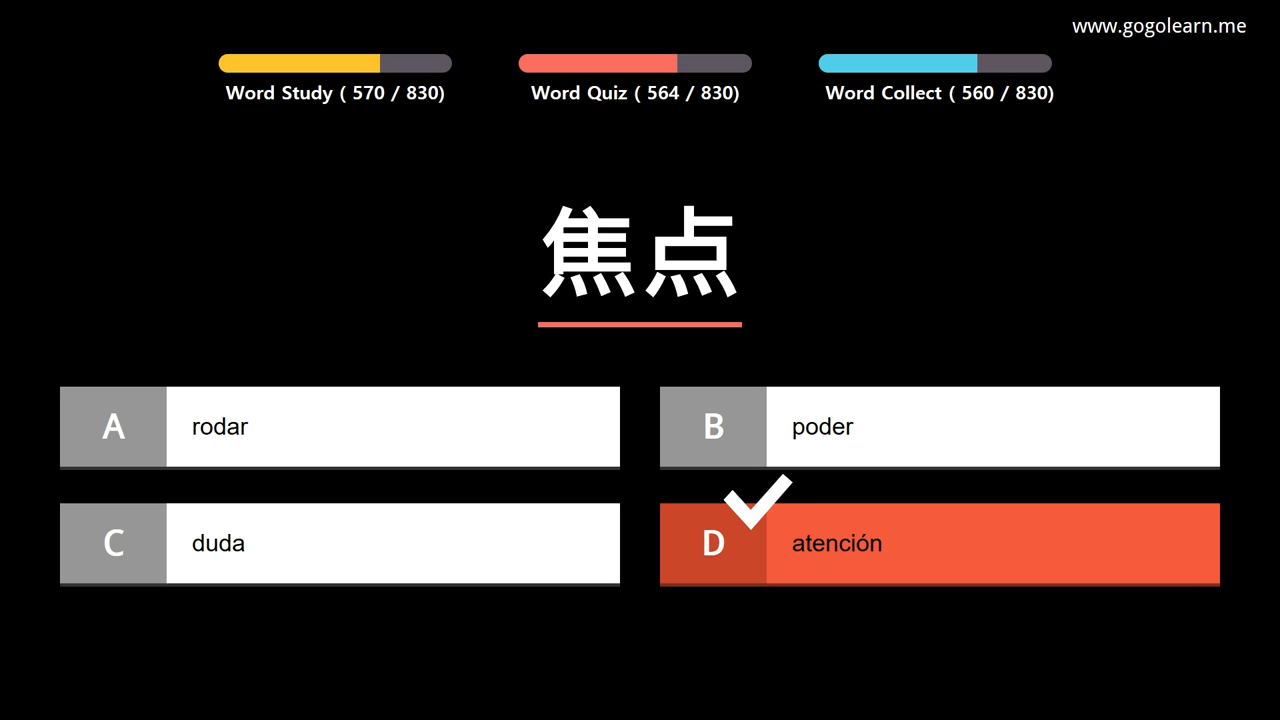 www.gogolearn.me
Word Study ( 570 / 830)
Word Quiz ( 564 / 830)
Word Collect ( 560 / 830)
焦点
A rodar
B poder
C duda
D atención